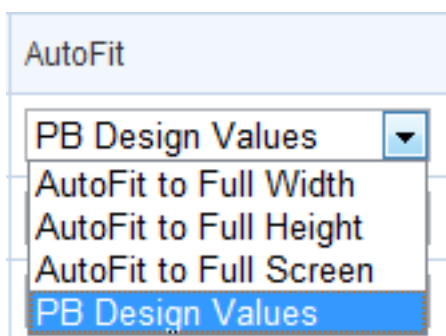 AutoFit
PB Design Values
AutoFit to Full Width
AutoFit to Full Height
AutoFit to Full Screen
PB Design Values